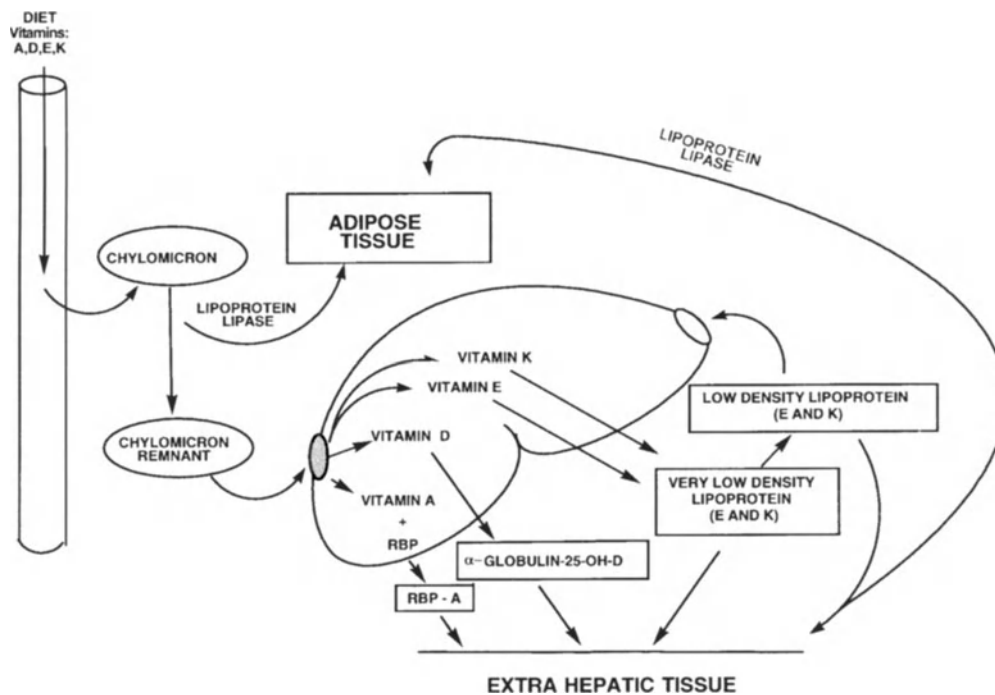 DIET
Vitamins:
A,D,E,K
LIPOPROTEIN
LIPASE
ADIPOSE
TISSUE
CHYLOMICRON
LIPOPROTEIN
LIPASE
VITAMIN K
VITAMIN E
LOW DENSITY LIPOPROTEIN
(E AND K)
CHYLOMICRON
REMNANT
VITAMIN D
VERY LOW DENSITY
LIPOPROTEIN
(E AND K)
VITAMIN A
+
RBP
α-GLOBULIN-25-OH-D
RBP - A
EXTRA HEPATIC TISSUE